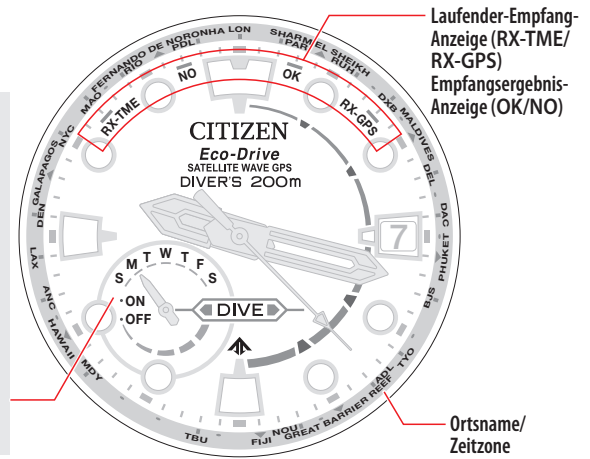 Laufender-Empfang-
Anzeige (RX-TME/
RX-GPS)
Empfangsergebnis-
Anzeige (OK/NO)
LON
PAR
SHARM EL SHEIKH
RUH
DXB
MALDIVES
DEL
DAC
PHUKET
BJS
TYO
ADL
GREAT BARRIER REEF
NOU
FIJI
TBU
MDY
HAWAII
ANC
LAX
DEN
GALAPAGOS
NYC
MAO
RIO
FERNANDO DE NORONHA
PDL
RX-TME
NO
OK
RX-GPS
CITIZEN
Eco-Drive
SATELLITE WAVE GPS
DIVER'S 200m
7
S M T W T F S
ON
OFF
DIVE
Ortsname/
Zeitzone